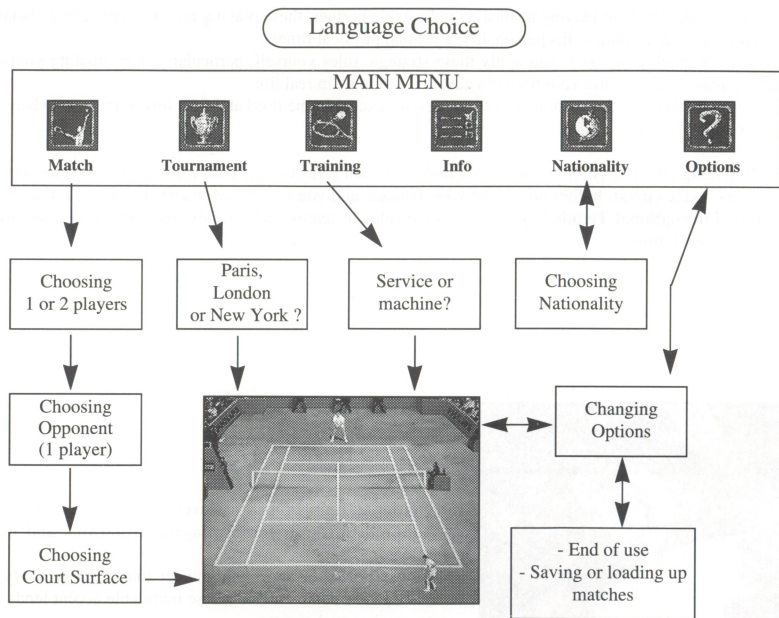 Language Choice
MAIN MENU
Match
Tournament
Training
Info
Nationality
Options
Choosing
1 or 2 players
Paris,
London
or New York ?
Service or
machine?
Choosing
Nationality
Choosing
Opponent
(1 player)
Changing
Options
Choosing
Court Surface
- End of use
- Saving or loading up
matches